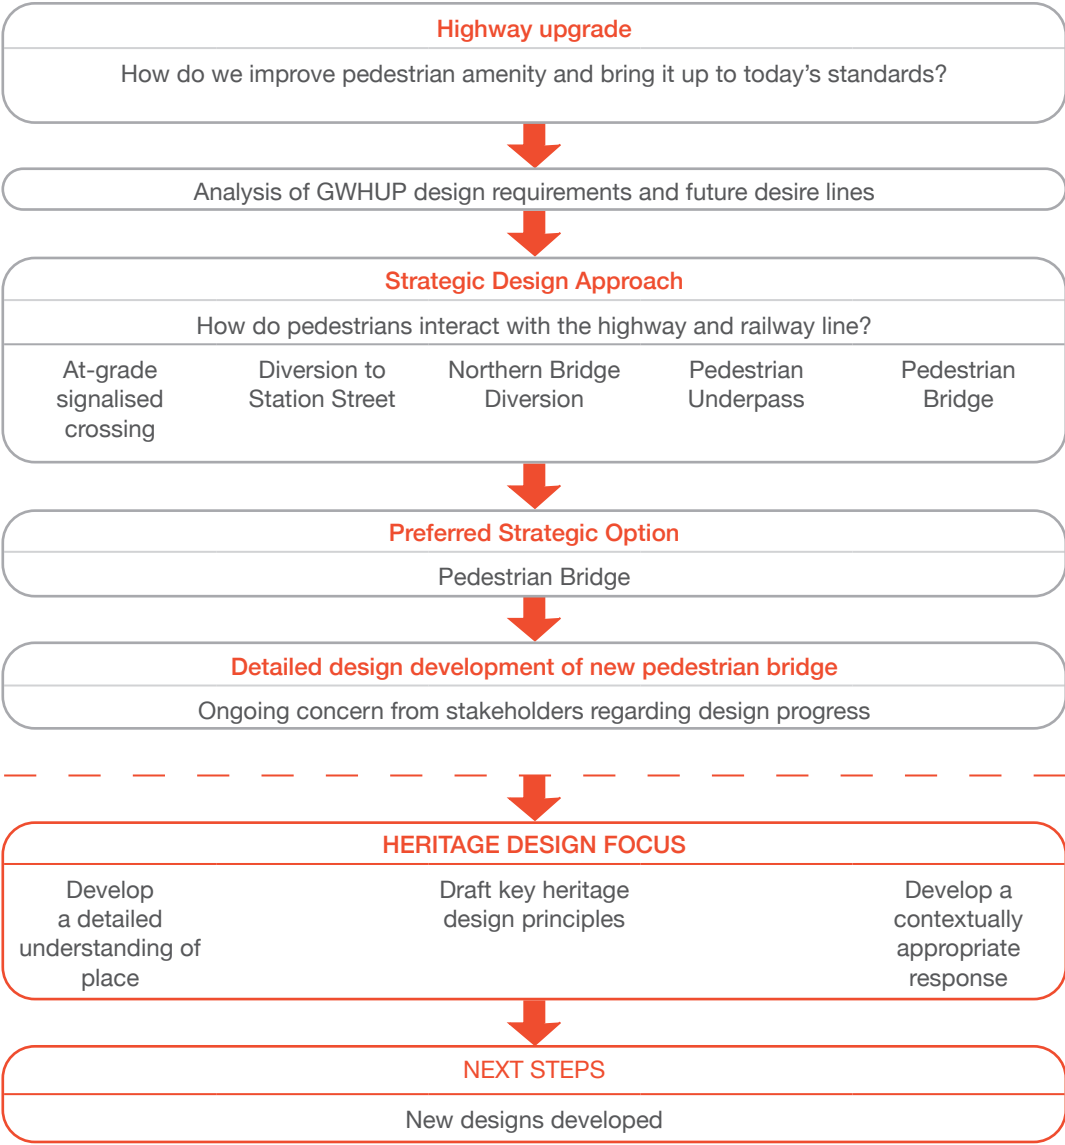 Highway upgrade
How do we improve pedestrian amenity and bring it up to today's standards?
Analysis of GWHUP design requirements and future desire lines
Strategic Design Approach
How do pedestrians interact with the highway and railway line?
At-grade
signalised
crossing
Diversion to
Station Street
Northern Bridge
Diversion
Pedestrian
Underpass
Pedestrian
Bridge
Preferred Strategic Option
Pedestrian Bridge
Detailed design development of new pedestrian bridge
Ongoing concern from stakeholders regarding design progress
HERITAGE DESIGN FOCUS
Develop
a detailed
understanding of
place
Draft key heritage
design principles
Develop a
contextually
appropriate
response
NEXT STEPS
New designs developed